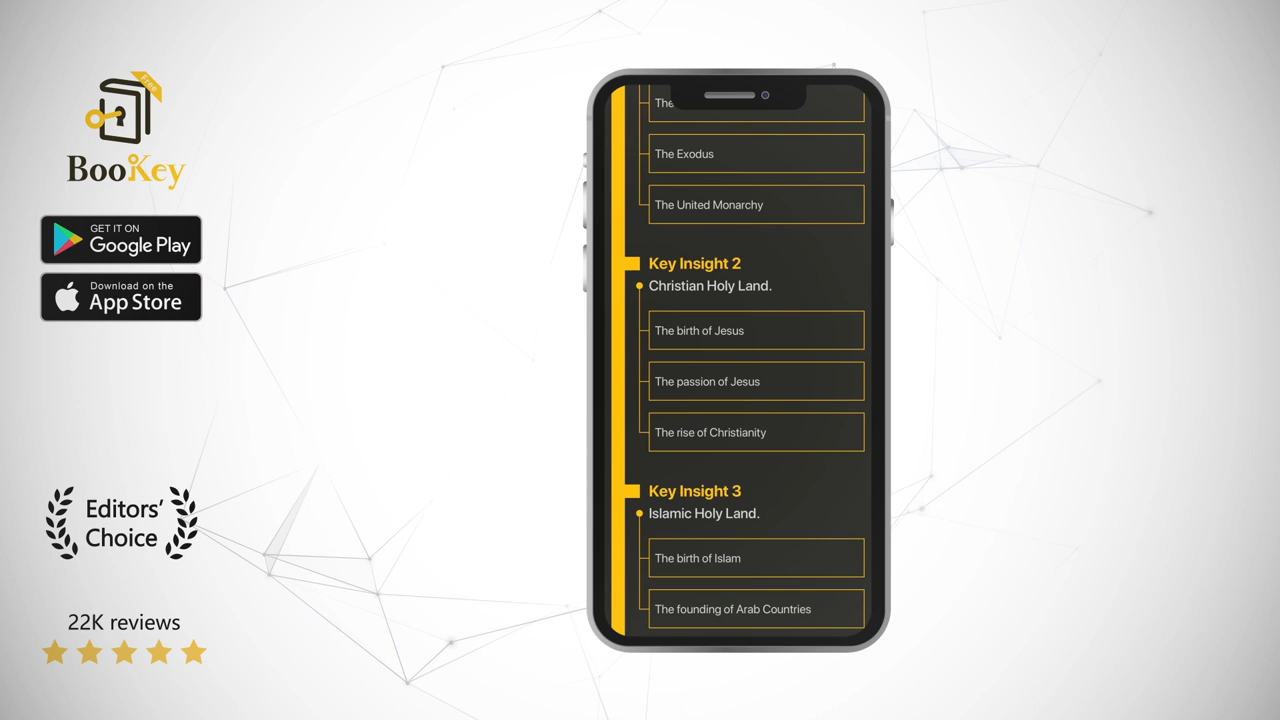 Free
BooKey
GET IT ON
Google Play
Download on the
App Store
Editors'
Choice
22K reviews
The
The Exodus
The United Monarchy
Key Insight 2
Christian Holy Land.
The birth of Jesus
The passion of Jesus
The rise of Christianity
Key Insight 3
Islamic Holy Land.
The birth of Islam
The founding of Arab Countries